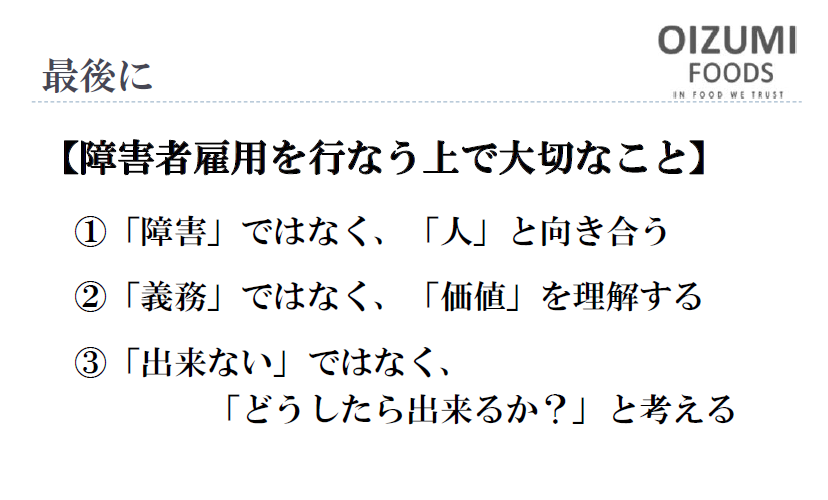 OIZUMI
FOODS
IN FOOD WE TRUST
最後に
【障害者雇用を行なう上で大切なこと】
①「障害」ではなく、「人」と向き合う
②「義務」ではなく、「価値」を理解する
③「出来ない」ではなく、
「どうしたら出来るか？」と考える